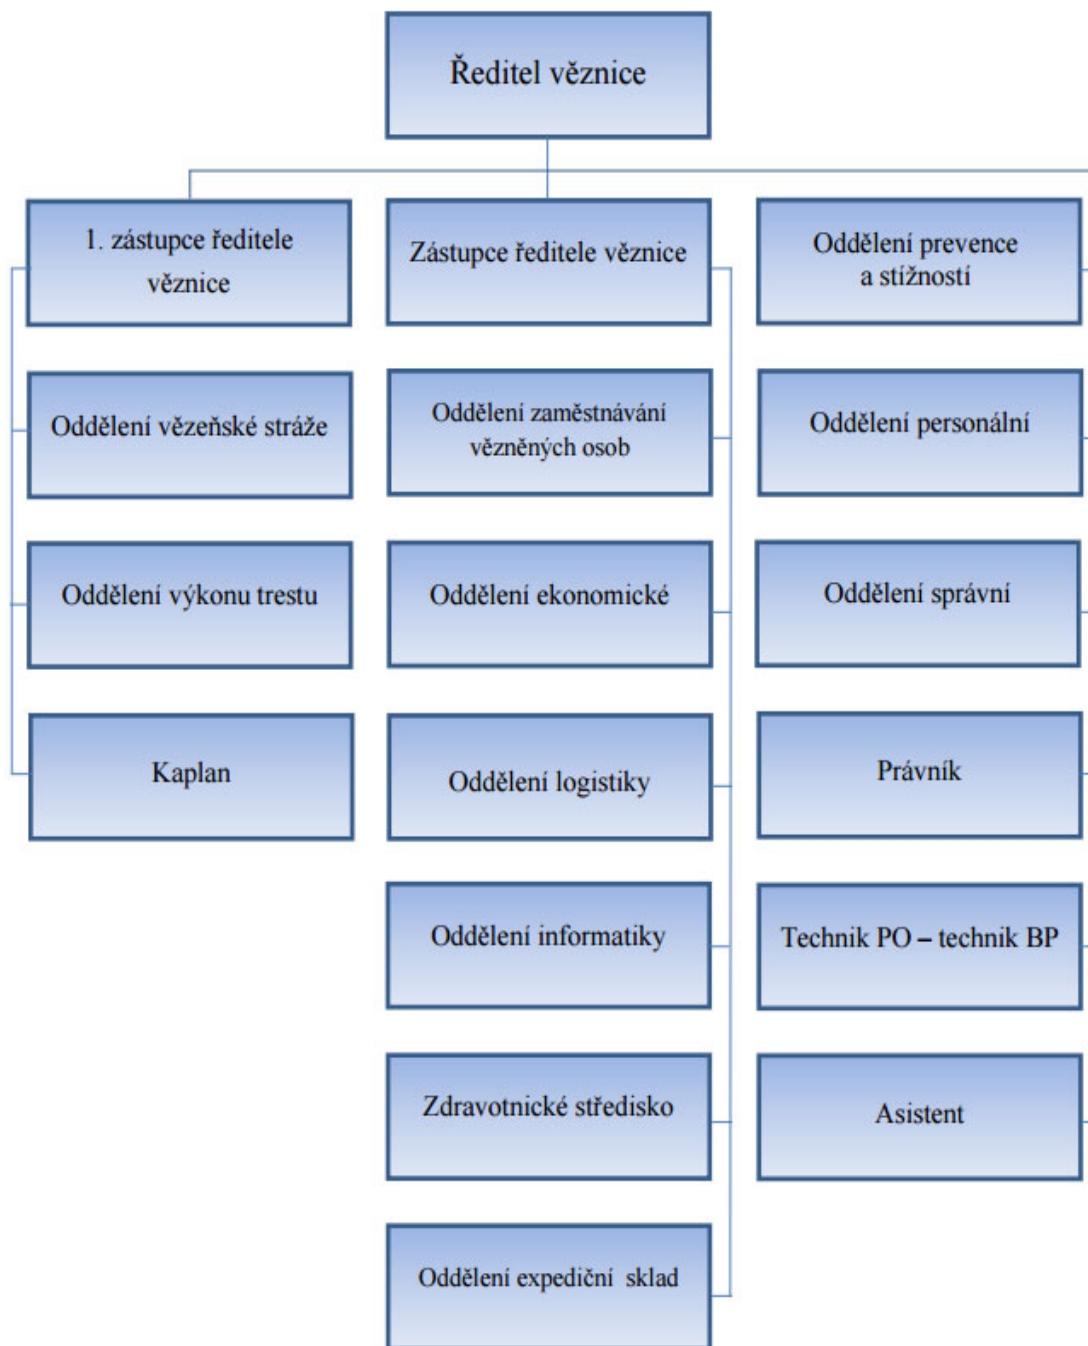 Ředitel věznice
1. zástupce ředitele
věznice
Oddělení vězeňské stráže
Oddělení výkonu trestu
Kaplan
Zástupce ředitele věznice
Oddělení zaměstnávání
vězněných osob
Oddělení ekonomické
Oddělení logistiky
Oddělení informatiky
Zdravotnické středisko
Oddělení expediční sklad
Oddělení prevence
a stížností
Oddělení personální
Oddělení správní
Právník
Technik PO – technik BP
Asistent